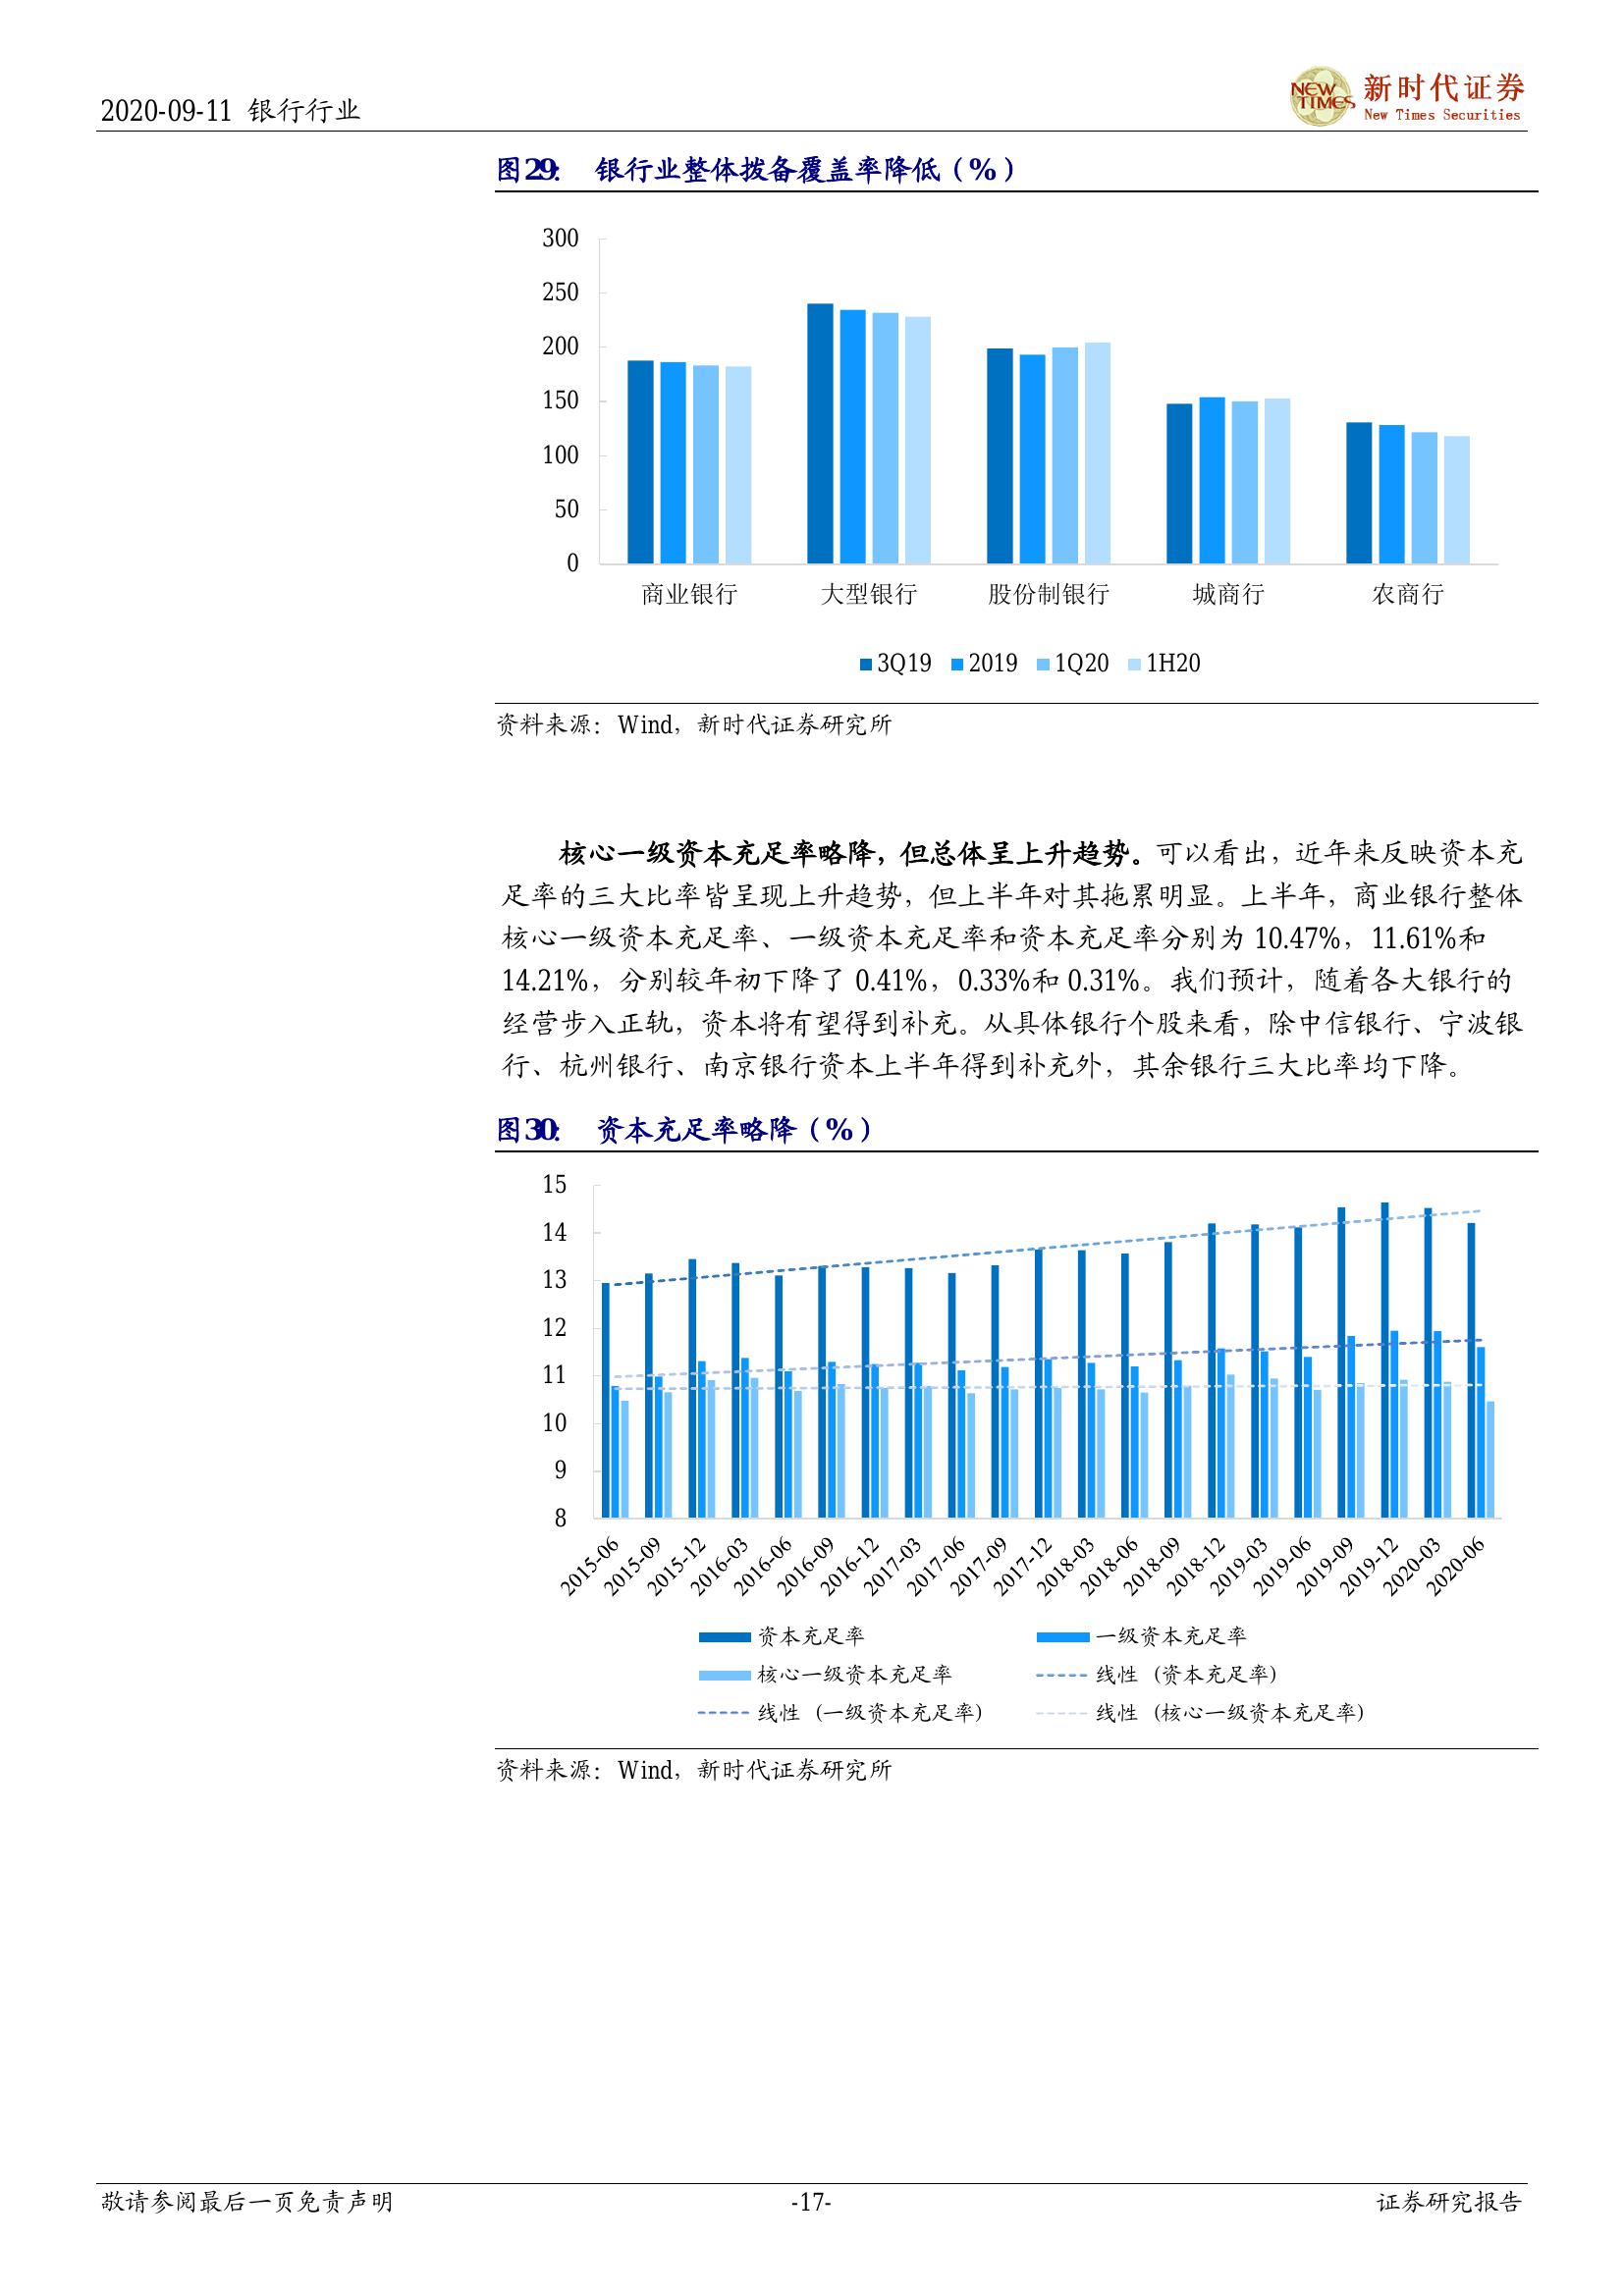 2020-09-11 银行行业
NEW TIMES
新时代证券
New Times Securities
图29: 银行业整体拨备覆盖率降低（%）
300
250
200
150
100
50
0
商业银行 大型银行 股份制银行 城商行 农商行
3Q19 2019 1Q20 1H20
资料来源：Wind，新时代证券研究所
核心一级资本充足率略降，但总体呈上升趋势。可以看出，近年来反映资本充
足率的三大比率皆呈现上升趋势，但上半年对其拖累明显。上半年，商业银行整体
核心一级资本充足率、一级资本充足率和资本充足率分别为 10.47%，11.61%和
14.21%，分别较年初下降了 0.41%，0.33%和 0.31%。我们预计，随着各大银行的
经营步入正轨，资本将有望得到补充。从具体银行个股来看，除中信银行、宁波银
行、杭州银行、南京银行资本上半年得到补充外，其余银行三大比率均下降。
图30: 资本充足率略降（%）
15
14
13
12
11
10
9
8
2015-06 2015-09 2015-12 2016-03 2016-06 2016-09 2016-12 2017-03 2017-06 2017-09 2017-12 2018-03 2018-06 2018-09 2018-12 2019-03 2019-06 2019-09 2019-12 2020-03 2020-06
资本充足率 一级资本充足率
核心一级资本充足率 线性 (资本充足率)
线性 (一级资本充足率) 线性 (核心一级资本充足率)
资料来源：Wind，新时代证券研究所
敬请参阅最后一页免责声明 -17- 证券研究报告